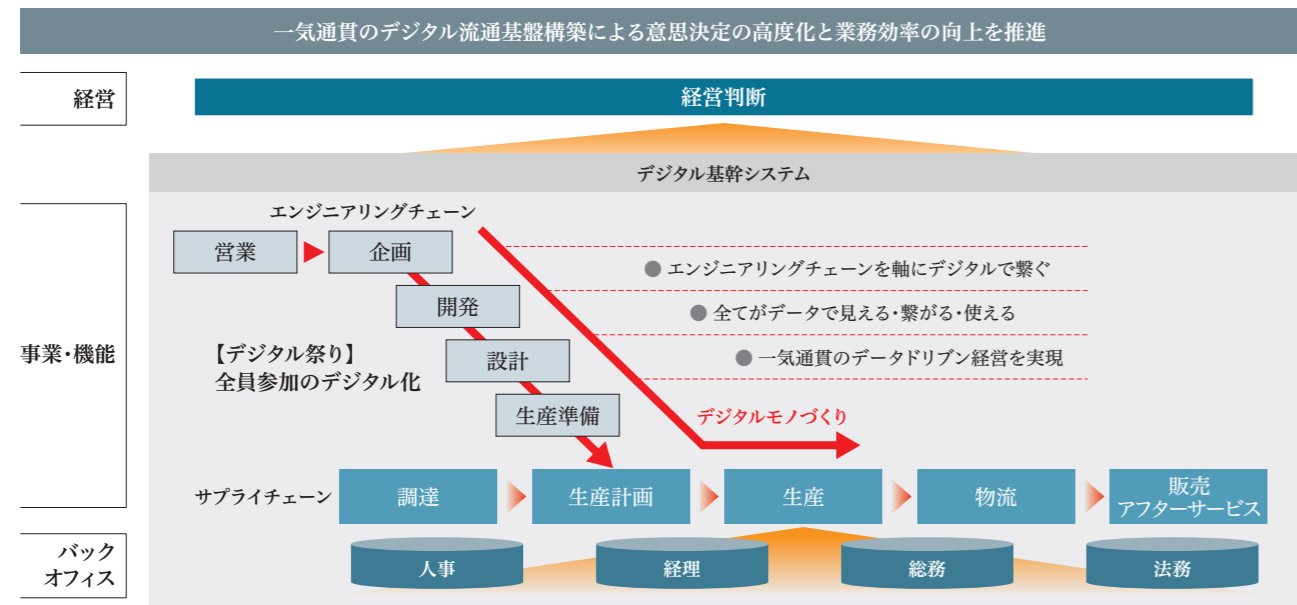 一気通貫のデジタル流通基盤構築による意思決定の高度化と業務効率の向上を推進
経営
経営判断
デジタル基幹システム
事業・機能
エンジニアリングチェーン
営業
企画
開発
設計
生産準備
【デジタル祭り】
全員参加のデジタル化
● エンジニアリングチェーンを軸にデジタルで繋ぐ
● 全てがデータで見える・繋がる・使える
● 一気通貫のデータドリブン経営を実現
デジタルモノづくり
サプライチェーン
調達
生産計画
生産
物流
販売
アフターサービス
バック
オフィス
人事
経理
総務
法務